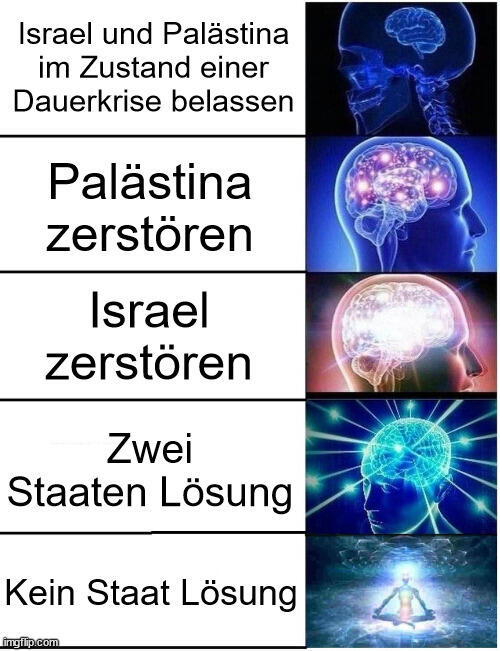 Israel und Palästina
im Zustand einer
Dauerkrise belassen
Palästina
zerstören
Israel
zerstören
Zwei
Staaten Lösung
Kein Staat Lösung
imgflip.com